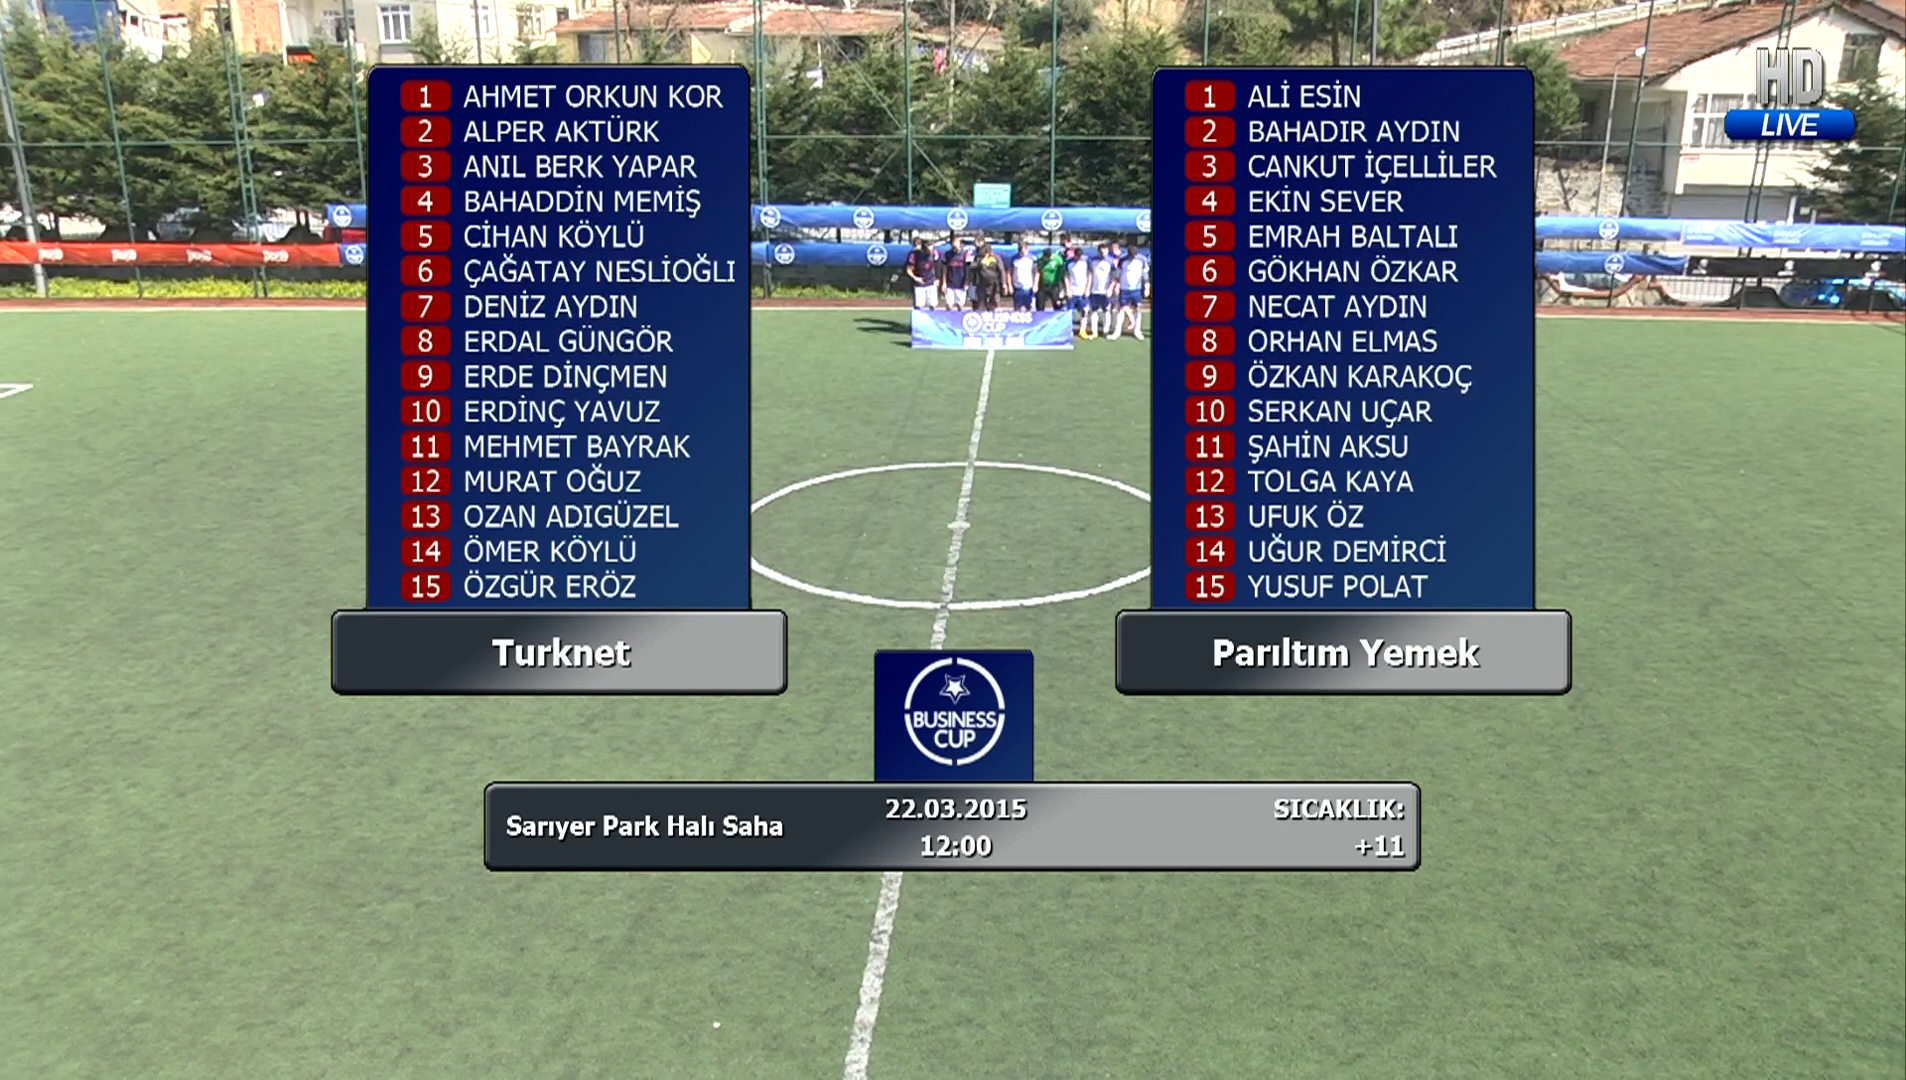 HD
LIVE
1 AHMET ORKUN KOR
2 ALPER AKTÜRK
3 ANIL BERK YAPAR
4 BAHADDİN MEMİŞ
5 CİHAN KÖYLÜ
6 ÇAĞATAY NESLİOĞLI
7 DENİZ AYDIN
8 ERDAL GÜNGÖR
9 ERDE DİNÇMEN
10 ERDİNÇ YAVUZ
11 MEHMET BAYRAK
12 MURAT OĞUZ
13 OZAN ADIGÜZEL
14 ÖMER KÖYLÜ
15 ÖZGÜR ERÖZ
Turknet
1 ALİ ESİN
2 BAHADIR AYDIN
3 CANKUT İÇELLİLER
4 EKİN SEVER
5 EMRAH BALTALI
6 GÖKHAN ÖZKAR
7 NECAT AYDIN
8 ORHAN ELMAS
9 ÖZKAN KARAKOÇ
10 SERKAN UÇAR
11 ŞAHİN AKSU
12 TOLGA KAYA
13 UFUK ÖZ
14 UĞUR DEMİRCİ
15 YUSUF POLAT
Parıltım Yemek
BUSINESS
CUP
BUSINESS
CUP
Sarıyer Park Halı Saha
22.03.2015
12:00
SICAKLIK:
+11